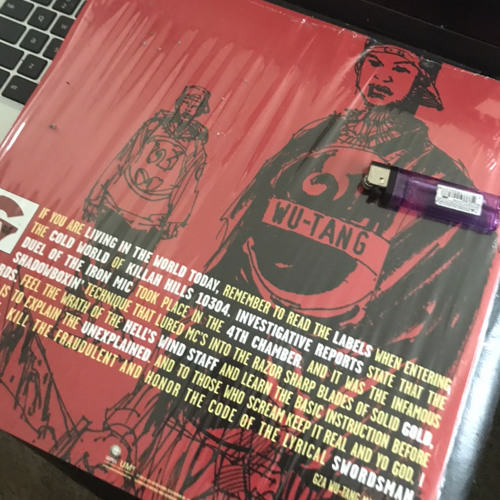 WU-TANG
IF YOU ARE LIVING IN THE WORLD TODAY, REMEMBER TO READ THE LABELS WHEN ENTERING
THE COLD WORLD OF KILLAH HILLS 10304. INVESTIGATIVE REPORTS STATE THAT THE
DUEL OF THE IRON MIC TOOK PLACE IN THE 4TH CHAMBER, AND IT WAS THE INFAMOUS
SHADOWBOXIN' TECHNIQUE THAT LURED MC'S INTO THE RAZOR SHARP BLADES OF SOLID GOLD,
FEEL THE WRATH OF THE HELL'S WIND STAFF AND LEARN THE BASIC INSTRUCTION BEFORE
US TO EXPLAIN THE UNEXPLAINED. AND TO THOSE WHO SCREAM KEEP IT REAL AND YO GOD, I
KILL THE FRAUDULENT AND HONOR THE CODE OF THE LYRICAL SWORDSMAN.
GZA WU-TANG
UMe